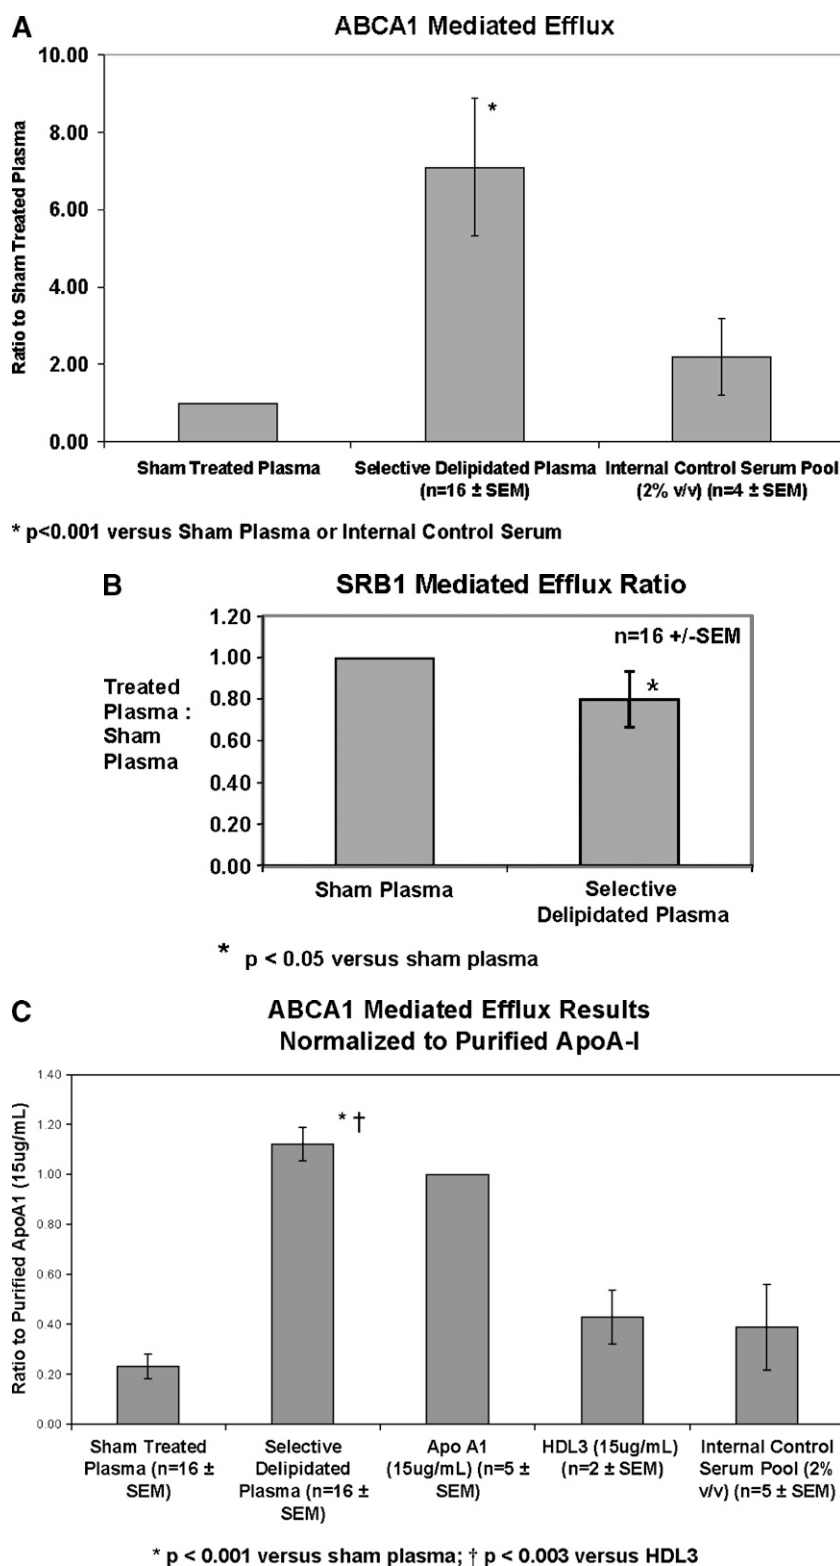 A
ABCA1 Mediated Efflux
Ratio to Sham Treated Plasma
10.00
8.00
6.00
4.00
2.00
0.00
*
Sham Treated Plasma
Selective Delipidated Plasma
(n=16 ± SEM)
Internal Control Serum Pool
(2% v/v) (n=4 ± SEM)
* p<0.001 versus Sham Plasma or Internal Control Serum
B
SRB1 Mediated Efflux Ratio
Treated
Plasma :
Sham
Plasma
1.20
1.00
0.80
0.60
0.40
0.20
0.00
n=16 +/-SEM
*
Sham Plasma
Selective
Delipidated Plasma
* p < 0.05 versus sham plasma
C
ABCA1 Mediated Efflux Results
Normalized to Purified ApoA-I
Ratio to Purified ApoA1 (15ug/mL)
1.40
1.20
1.00
0.80
0.60
0.40
0.20
0.00
* †
Sham Treated
Plasma (n=16 ±
SEM)
Selective
Delipidated
Plasma (n=16 ±
SEM)
Apo A1
(15ug/mL) (n=5 ±
SEM)
HDL3 (15ug/mL)
(n=2 ± SEM)
Internal Control
Serum Pool (2%
v/v) (n=5 ± SEM)
* p < 0.001 versus sham plasma; † p < 0.003 versus HDL3